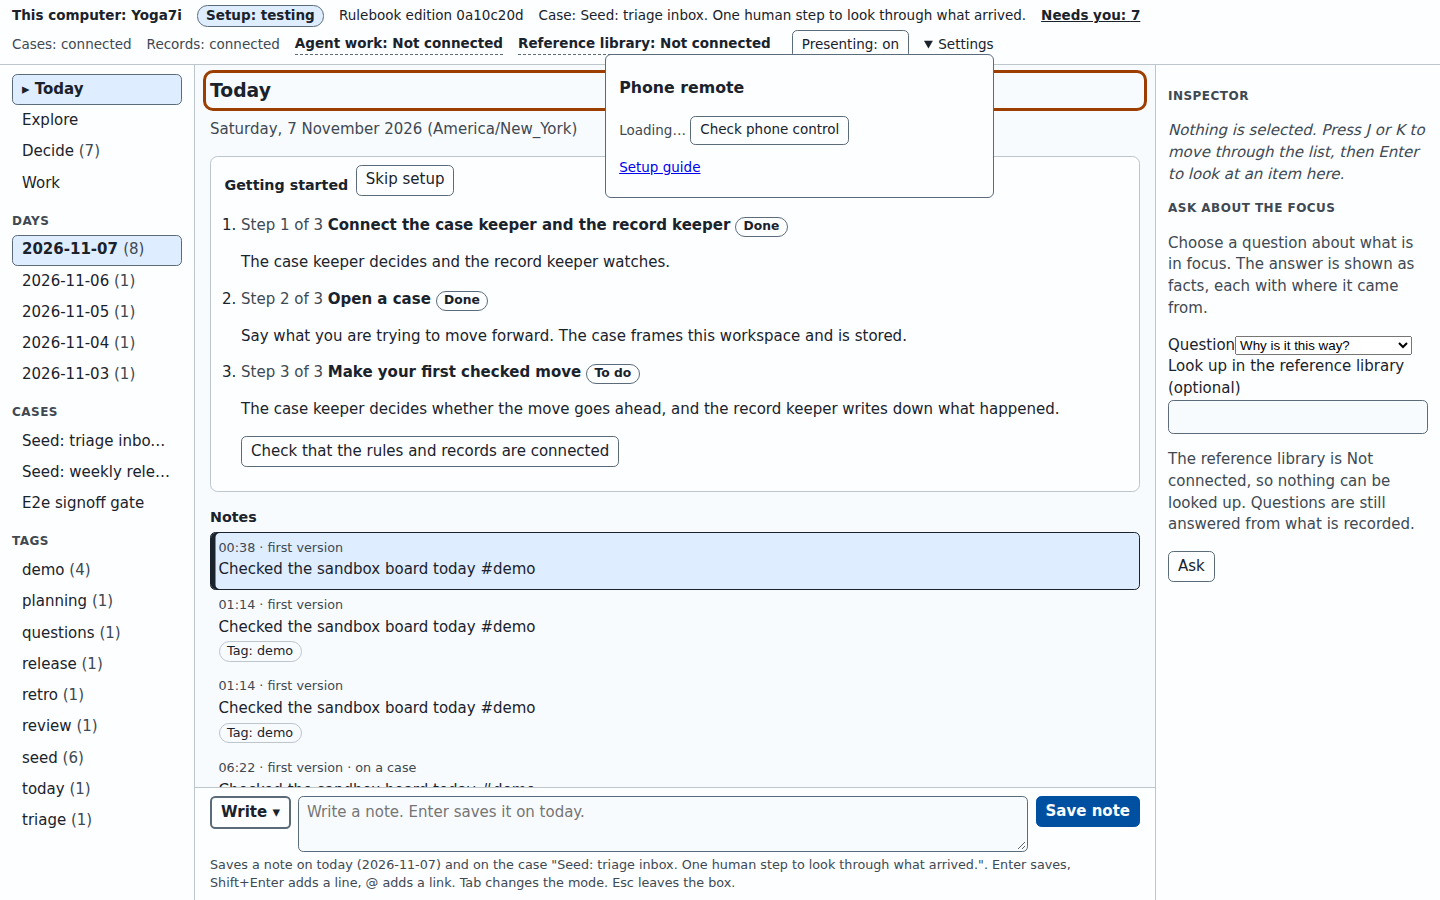 This computer: Yoga7i Setup: testing Rulebook edition 0a10c20d Case: Seed: triage inbox. One human step to look through what arrived. Needs you: 7
Cases: connected Records: connected Agent work: Not connected Reference library: Not connected Presenting: on ▼ Settings
Phone remote
Loading... Check phone control
Setup guide
▸ Today
Explore
Decide (7)
Work
DAYS
2026-11-07 (8)
2026-11-06 (1)
2026-11-05 (1)
2026-11-04 (1)
2026-11-03 (1)
CASES
Seed: triage inbo...
Seed: weekly rele...
E2e signoff gate
TAGS
demo (4)
planning (1)
questions (1)
release (1)
retro (1)
review (1)
seed (6)
today (1)
triage (1)
Today
Saturday, 7 November 2026 (America/New_York)
Getting started Skip setup
1. Step 1 of 3 Connect the case keeper and the record keeper Done
The case keeper decides and the record keeper watches.
2. Step 2 of 3 Open a case Done
Say what you are trying to move forward. The case frames this workspace and is stored.
3. Step 3 of 3 Make your first checked move To do
The case keeper decides whether the move goes ahead, and the record keeper writes down what happened.
Check that the rules and records are connected
Notes
00:38 · first version
Checked the sandbox board today #demo
01:14 · first version
Checked the sandbox board today #demo
Tag: demo
01:14 · first version
Checked the sandbox board today #demo
Tag: demo
06:22 · first version · on a case
Checked the sandbox board today #demo
Write ▾ Write a note. Enter saves it on today. Save note
Saves a note on today (2026-11-07) and on the case "Seed: triage inbox. One human step to look through what arrived.". Enter saves,
Shift+Enter adds a line, @ adds a link. Tab changes the mode. Esc leaves the box.
INSPECTOR
Nothing is selected. Press J or K to
move through the list, then Enter
to look at an item here.
ASK ABOUT THE FOCUS
Choose a question about what is
in focus. The answer is shown as
facts, each with where it came
from.
Question Why is it this way?
Look up in the reference library
(optional)
The reference library is Not
connected, so nothing can be
looked up. Questions are still
answered from what is recorded.
Ask